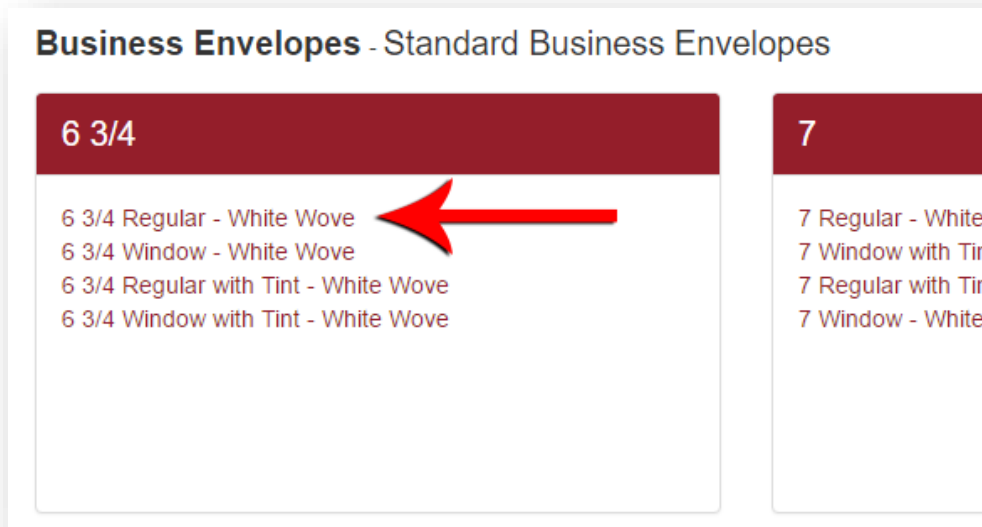 Business Envelopes - Standard Business Envelopes
6 3/4
6 3/4 Regular - White Wove
6 3/4 Window - White Wove
6 3/4 Regular with Tint - White Wove
6 3/4 Window with Tint - White Wove
7
7 Regular - White
7 Window with
7 Regular with
7 Window - White